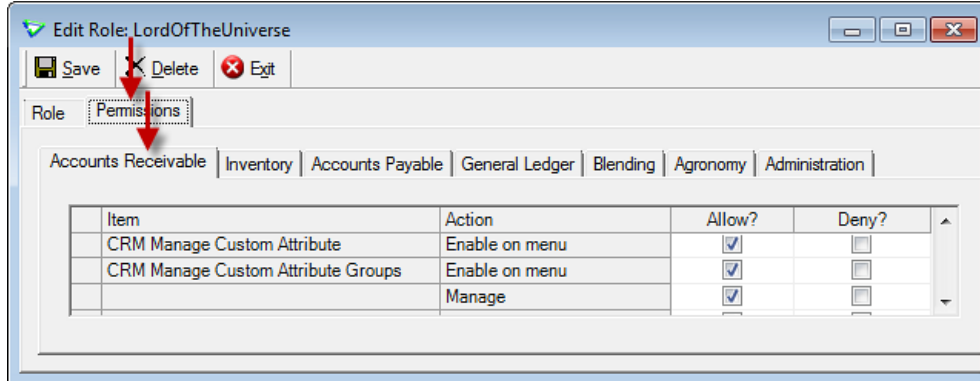 Edit Role: LordOfTheUniverse
Save Delete Exit
Role Permissions
Accounts Receivable Inventory Accounts Payable General Ledger Blending Agronomy Administration
Item Action Allow? Deny?
CRM Manage Custom Attribute Enable on menu
CRM Manage Custom Attribute Groups Enable on menu
Manage